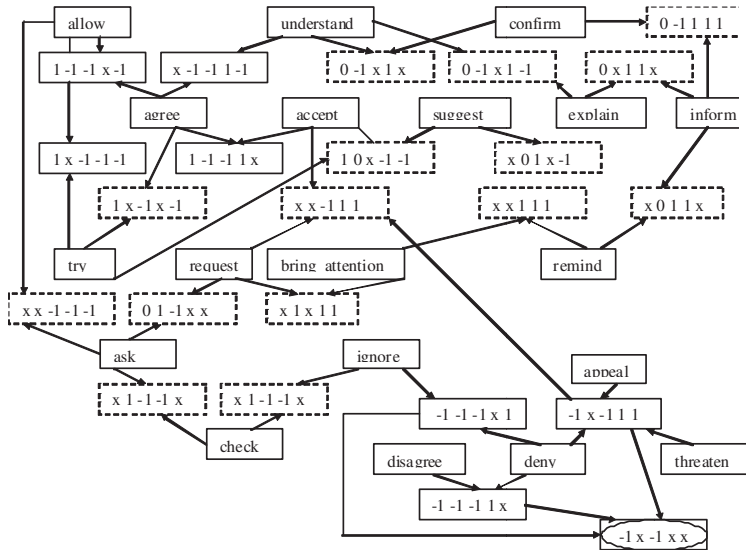 allow understand confirm 0 -1 1 1 1
1 -1 -1 x -1 x -1 -1 1 -1 0 -1 x 1 x 0 -1 x 1 -1 0 x 1 1 x
agree accept suggest explain inform
1 x -1 -1 -1 1 -1 -1 1 x 1 0 x -1 -1 x 0 1 x -1
1 x -1 x -1 x x -1 1 1 x x 1 1 1 x 0 1 1 x
try request bring attention remind
x x -1 -1 -1 0 1 -1 x x x 1 x 1 1
ask ignore appeal
x 1 -1 -1 x x 1 -1 -1 x -1 -1 -1 x 1 -1 x -1 1 1
check disagree deny threaten
-1 -1 -1 1 x
-1 x -1 x x